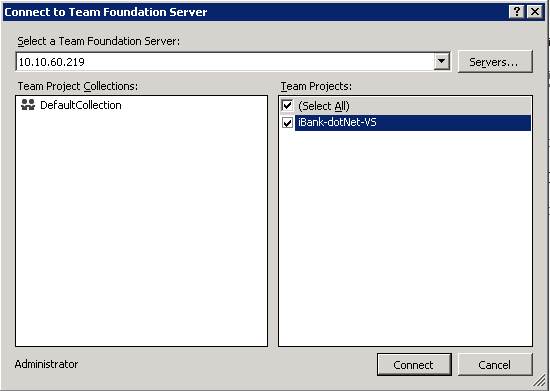 Connect to Team Foundation Server
Select a Team Foundation Server:
10.10.60.219
Servers...
Team Project Collections:
Team Projects:
DefaultCollection
(Select All)
iBank-dotNet-VS
Administrator
Connect
Cancel